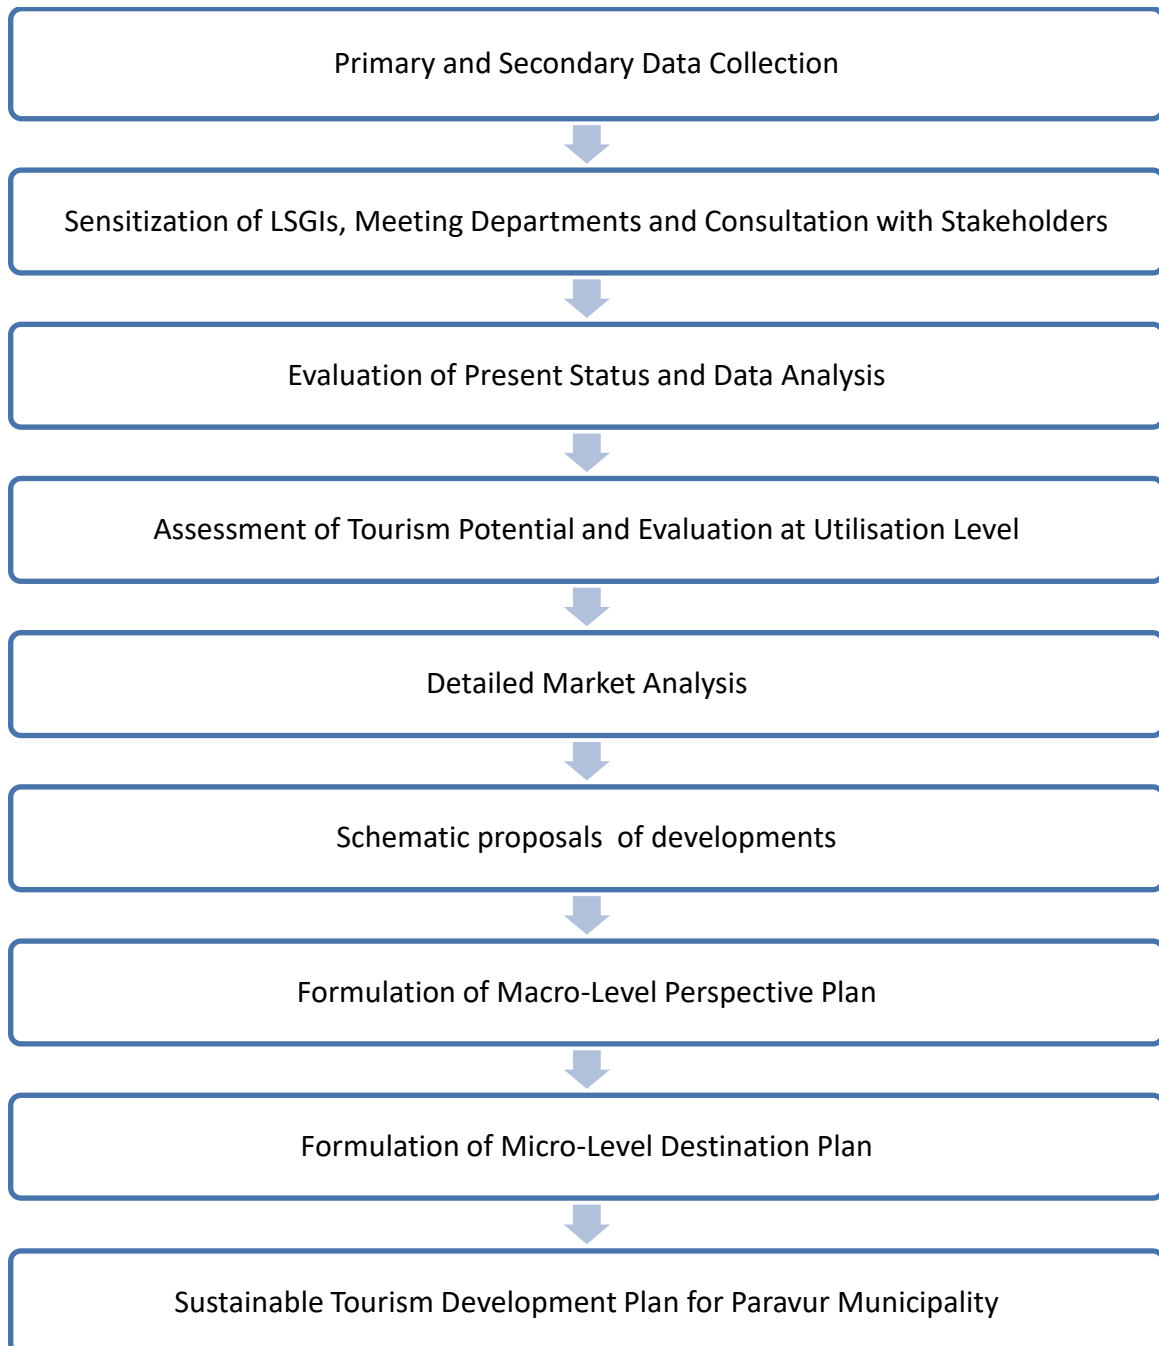 Primary and Secondary Data Collection
Sensitization of LSGIs, Meeting Departments and Consultation with Stakeholders
Evaluation of Present Status and Data Analysis
Assessment of Tourism Potential and Evaluation at Utilisation Level
Detailed Market Analysis
Schematic proposals  of developments
Formulation of Macro-Level Perspective Plan
Formulation of Micro-Level Destination Plan
Sustainable Tourism Development Plan for Paravur Municipality